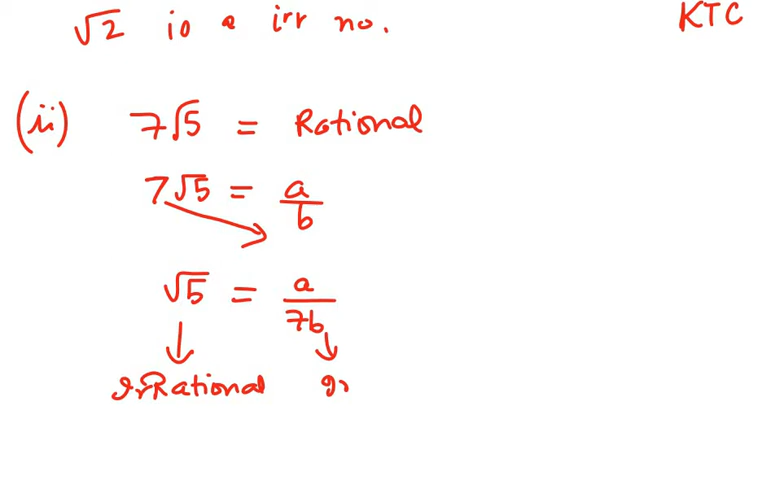 √2 is a irr no.
KTC
(ii) 7√5 = Rational
7√5 = a/b
√5 = a/7b
IrRational